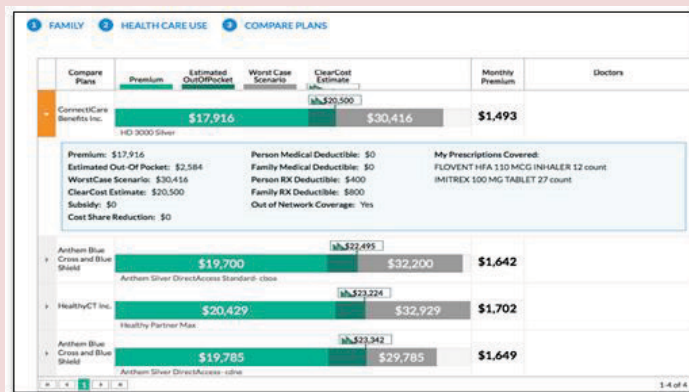 1 FAMILY 2 HEALTH CARE USE 3 COMPARE PLANS
Compare Plans Premium Estimated OutOfPocket Worst Case Scenario ClearCost Estimate Monthly Premium Doctors
$20,500
ConnectiCare Benefits Inc. $17,916 $30,416 $1,493
HD 3000 Silver
Premium: $17,916 Person Medical Deductible: $0 My Prescriptions Covered:
Estimated Out-Of Pocket: $2,584 Family Medical Deductible: $0 FLOVENT HFA 110 MCG INHALER 12 count
WorstCase Scenario: $30,416 Person RX Deductible: $400 IMITREX 100 MG TABLET 27 count
ClearCost Estimate: $20,500 Family RX Deductible: $800
Subsidy: $0 Out of Network Coverage: Yes
Cost Share Reduction: $0
$22,495
Anthem Blue Cross and Blue Shield $19,700 $32,200 $1,642
Anthem Silver DirectAccess Standard- cbsa
$23,224
HealthyCT Inc. $20,429 $32,929 $1,702
Healthy Partner Max
$23,342
Anthem Blue Cross and Blue Shield $19,785 $29,785 $1,649
Anthem Silver DirectAccess- cdne
1 1-4 of 4